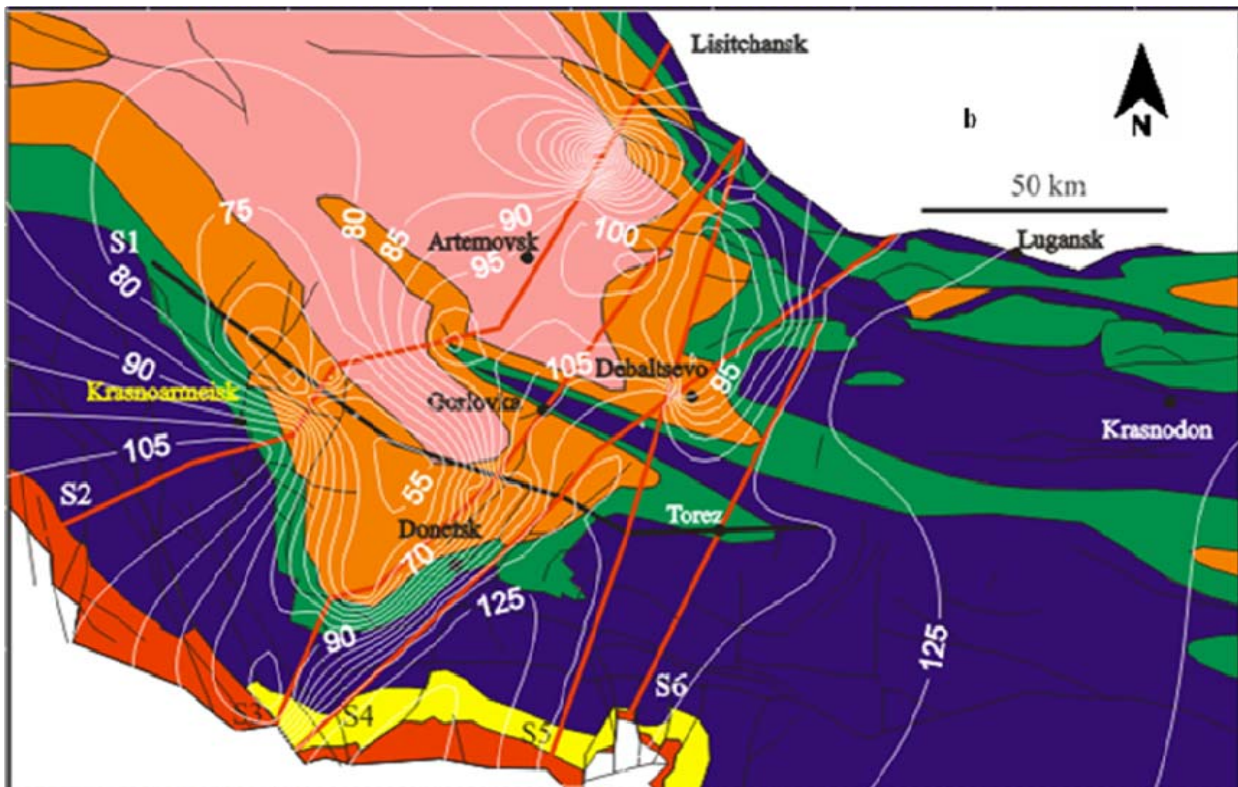 Lisitchansk
b
N
50 km
75
80
90
100
S1
85
Artemovsk
Lugansk
80
95
90
105
Debaltsevo
95
Krasnoarmeisk
Gorlovka
Krasnodon
105
55
S2
Torez
Donetsk
70
125
90
125
S6
S3
S4
S5